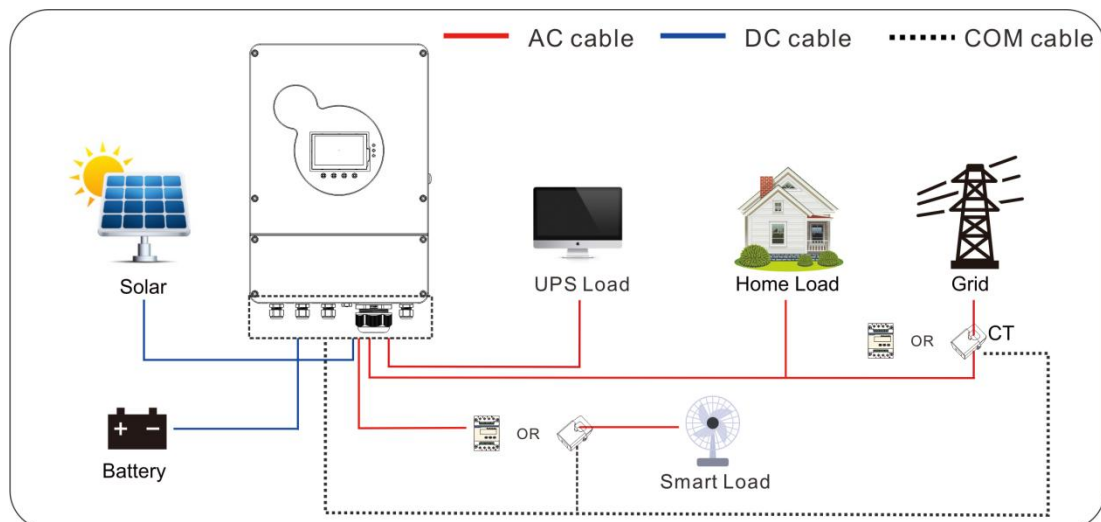 AC cable
DC cable
COM cable
Solar
UPS Load
Home Load
Grid
OR
CT
Battery
OR
Smart Load